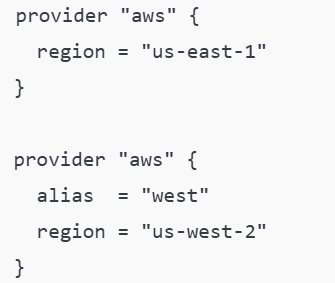 provider "aws" {
  region = "us-east-1"
}

provider "aws" {
  alias  = "west"
  region = "us-west-2"
}